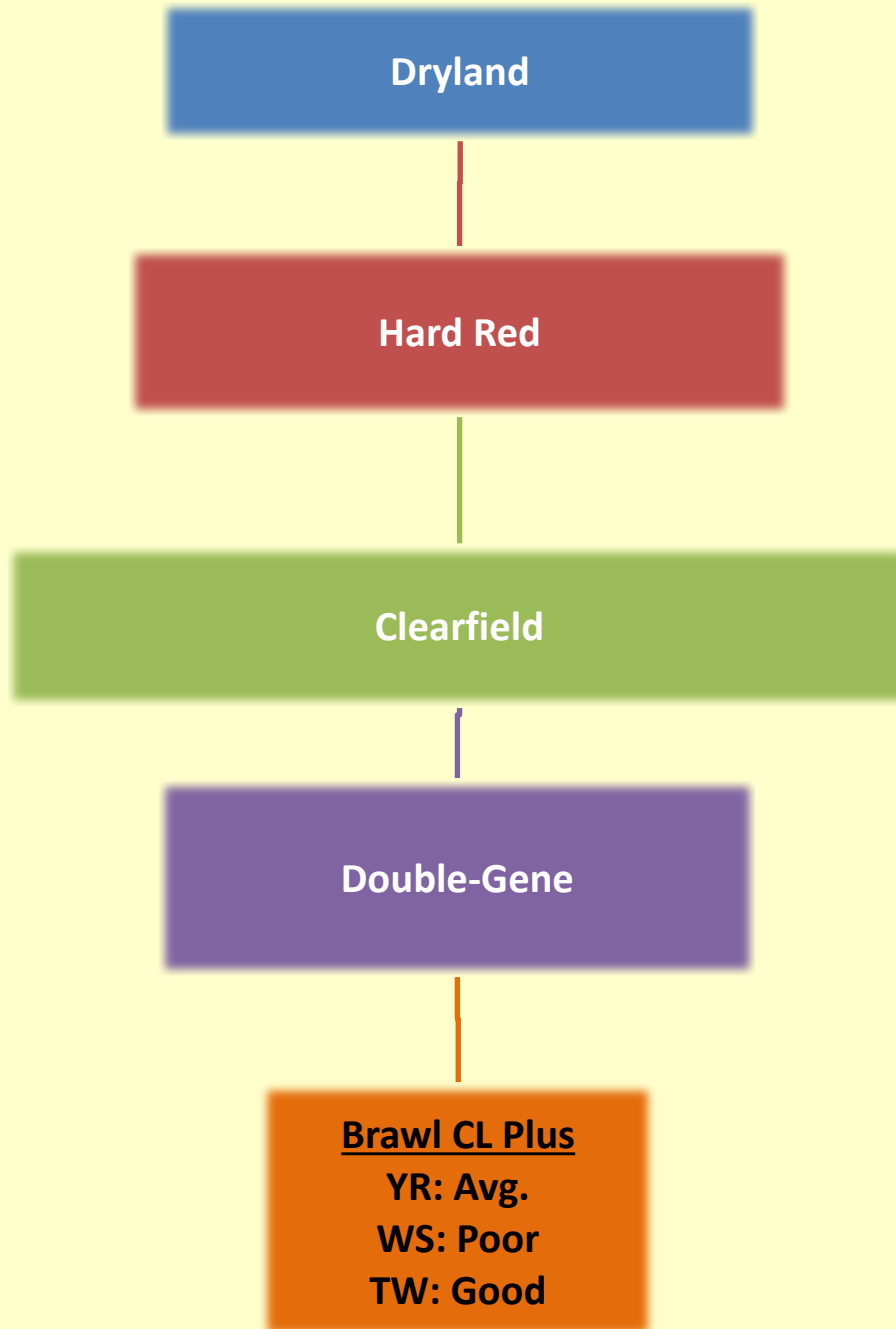 Dryland
Hard Red
Clearfield
Double-Gene
Brawl CL Plus
YR: Avg.
WS: Poor
TW: Good